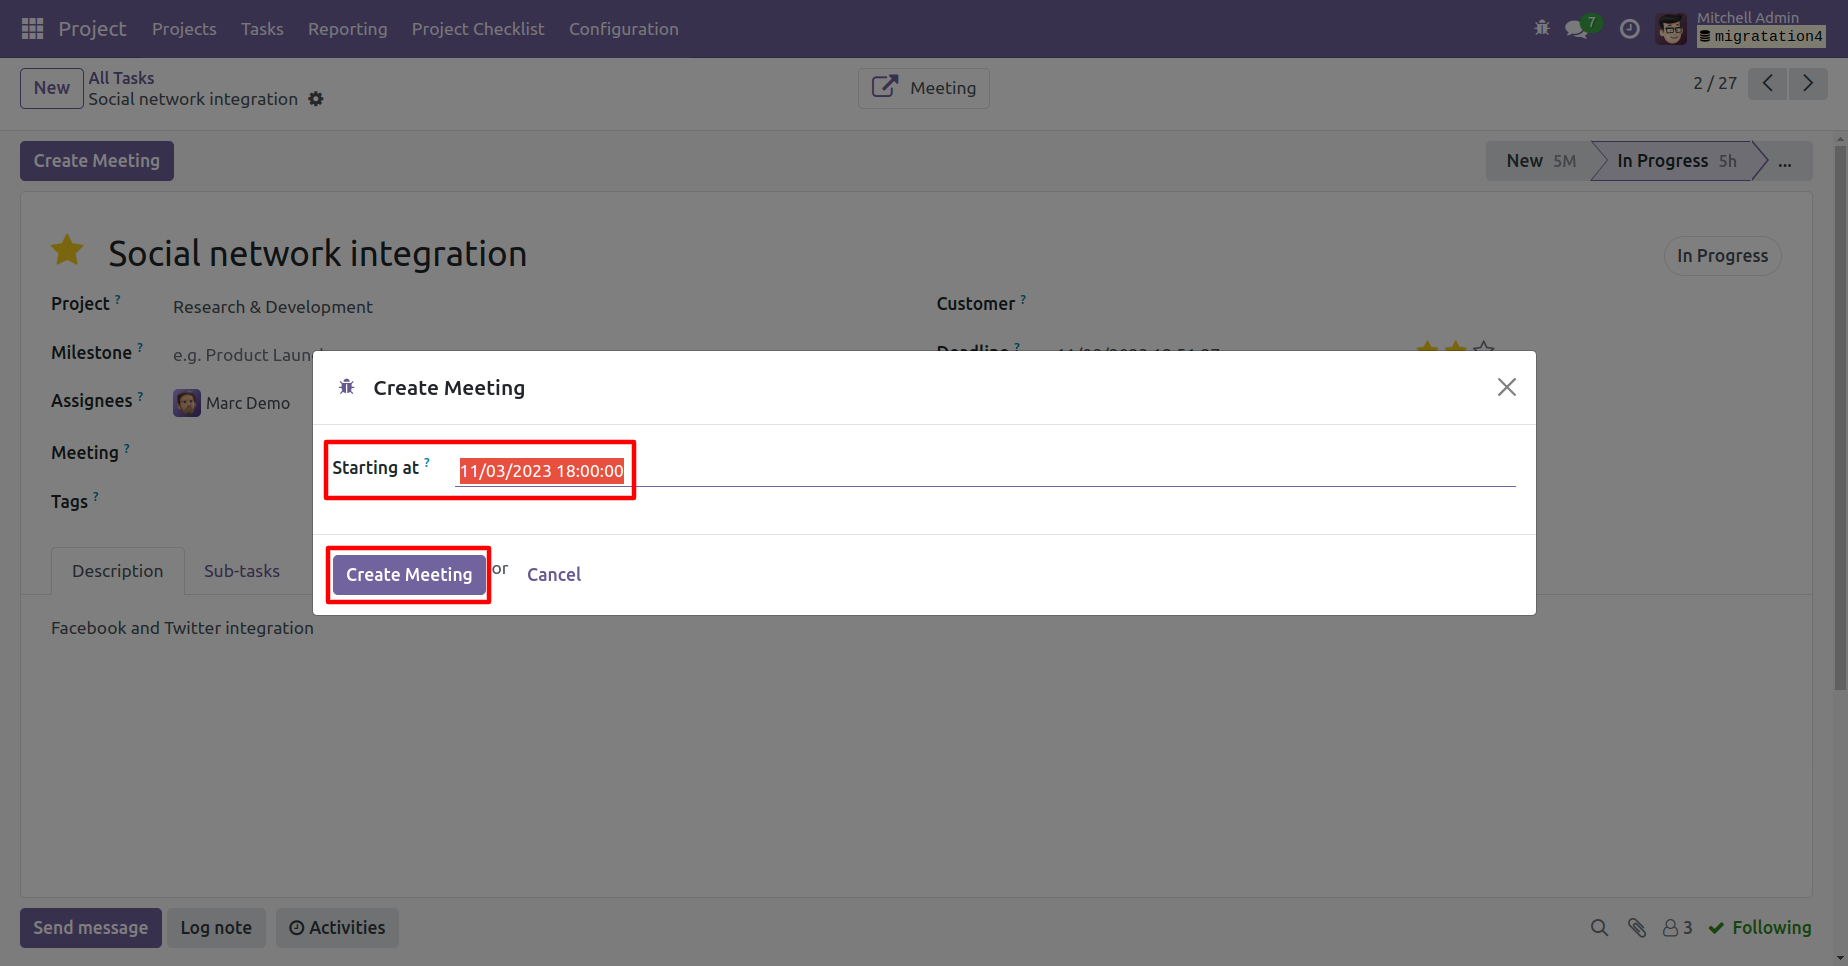 Project Projects Tasks Reporting Project Checklist Configuration 7 Mitchell Admin
migratation4
New All Tasks
Social network integration
Meeting
2 / 27
Create Meeting
New 5M In Progress 5h ...
Social network integration
In Progress
Project ? Research & Development
Customer ?
Milestone ? e.g. Product Laun
Deadline ?
Assignees ? Marc Demo
Meeting ?
Tags ?
Create Meeting
Starting at ? 11/03/2023 18:00:00
Create Meeting or Cancel
Description Sub-tasks
Facebook and Twitter integration
Send message Log note Activities
3 Following